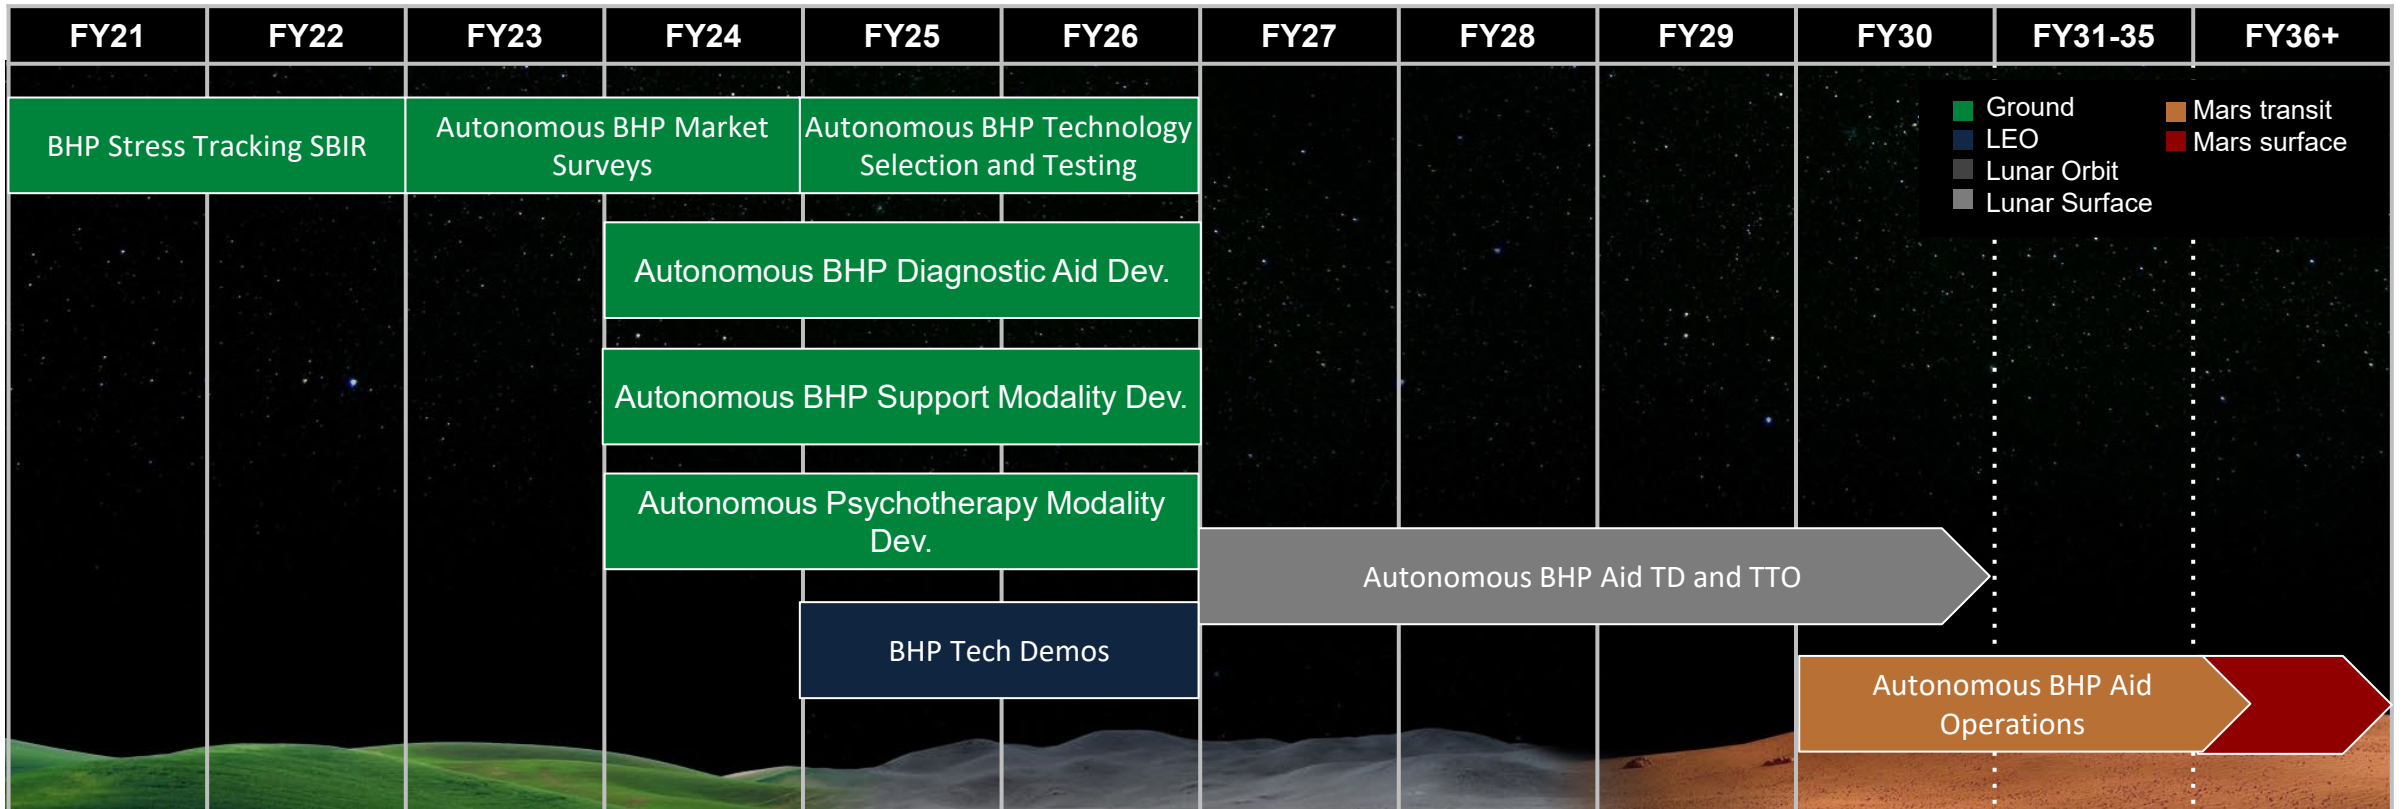 FY21 FY22 FY23 FY24 FY25 FY26 FY27 FY28 FY29 FY30 FY31-35 FY36+
Ground
LEO
Lunar Orbit
Lunar Surface
Mars transit
Mars surface
BHP Stress Tracking SBIR
Autonomous BHP Market
Surveys
Autonomous BHP Technology
Selection and Testing
Autonomous BHP Diagnostic Aid Dev.
Autonomous BHP Support Modality Dev.
Autonomous Psychotherapy Modality
Dev.
Autonomous BHP Aid TD and TTO
BHP Tech Demos
Autonomous BHP Aid
Operations